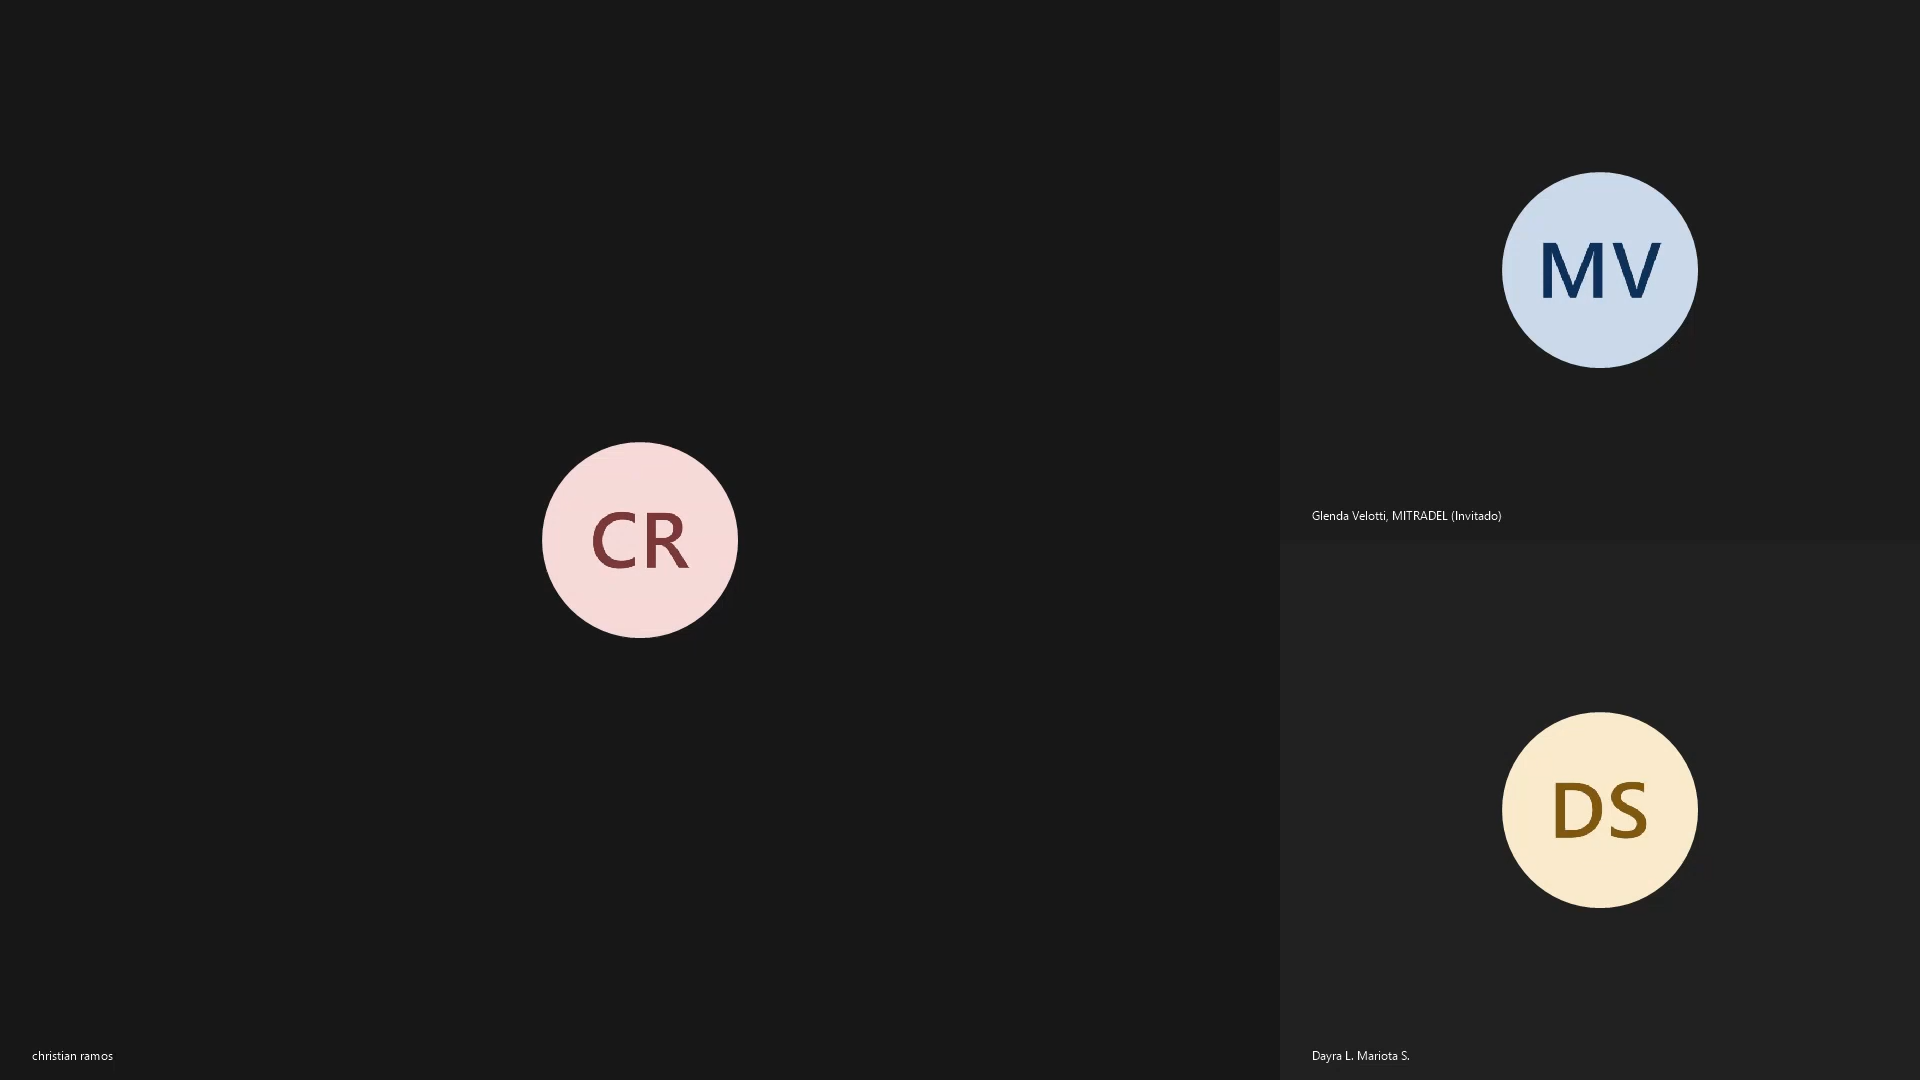 CR
christian ramos
MV
Glenda Velotti, MITRADEL (Invitado)
DS
Dayra L. Mariota S.